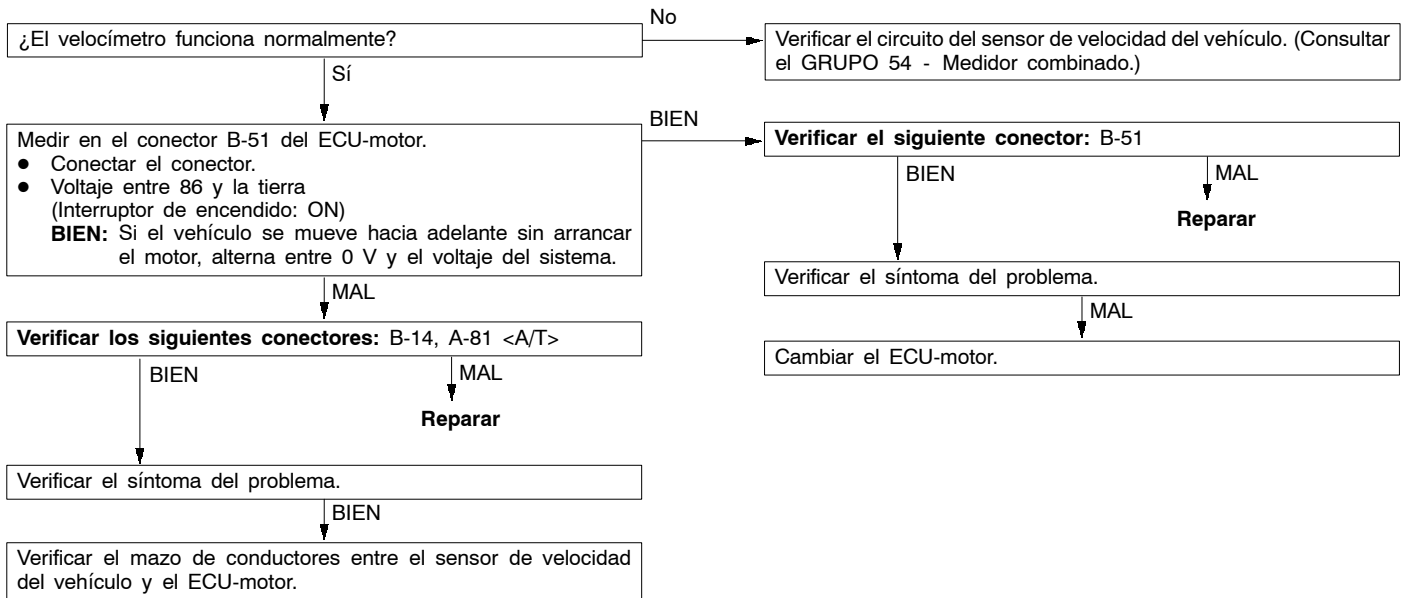 ¿El velocímetro funciona normalmente?
No
Verificar el circuito del sensor de velocidad del vehículo. (Consultar
el GRUPO 54 - Medidor combinado.)
Sí
Medir en el conector B-51 del ECU-motor.
● Conectar el conector.
● Voltaje entre 86 y la tierra
(Interruptor de encendido: ON)
BIEN: Si el vehículo se mueve hacia adelante sin arrancar
el motor, alterna entre 0 V y el voltaje del sistema.
BIEN
Verificar el siguiente conector: B-51
BIEN
MAL
Reparar
Verificar el síntoma del problema.
MAL
Cambiar el ECU-motor.
MAL
Verificar los siguientes conectores: B-14, A-81 <A/T>
BIEN
MAL
Reparar
Verificar el síntoma del problema.
BIEN
Verificar el mazo de conductores entre el sensor de velocidad
del vehículo y el ECU-motor.